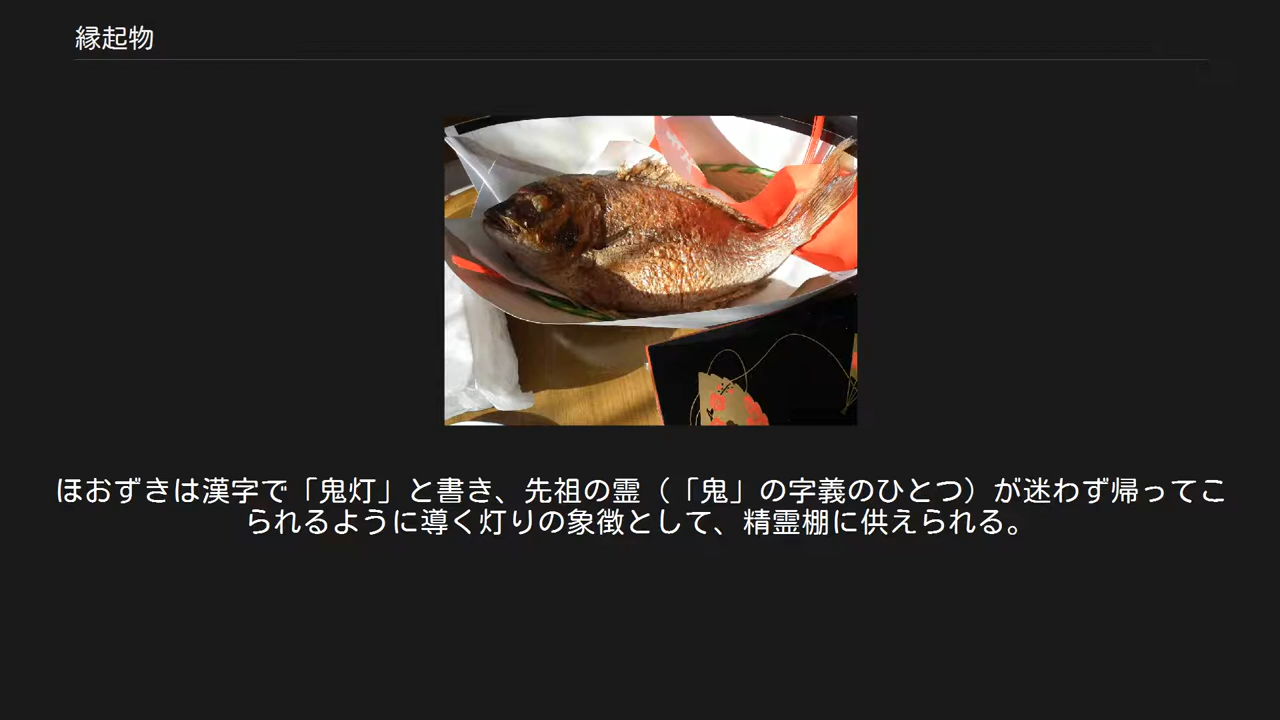 縁起物
ほおずきは漢字で「鬼灯」と書き、先祖の霊（「鬼」の字義のひとつ）が迷わず帰ってこ
られるように導く灯りの象徴として、精霊棚に供えられる。